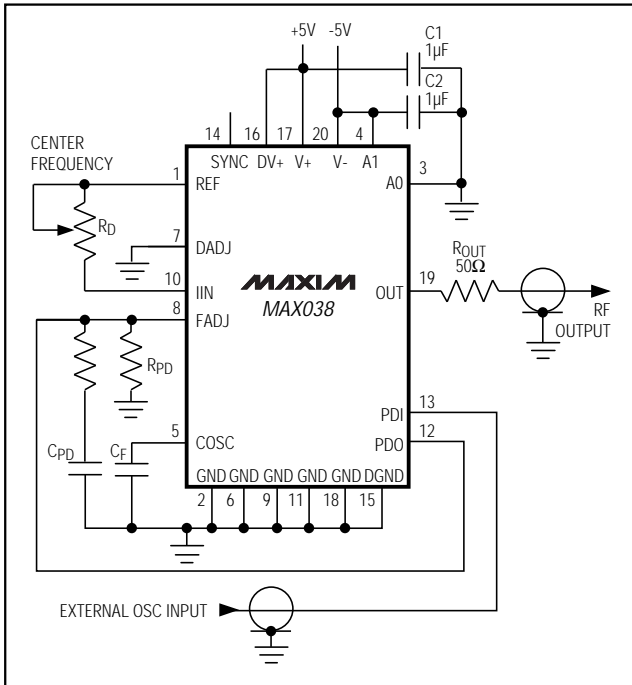 +5V -5V
C1
1µF
C2
1µF
14 16 17 20 4
SYNC DV+ V+ V- A1
CENTER
FREQUENCY
1 REF
A0 3
RD
7 DADJ
10 IIN
MAXIM
MAX038
OUT 19
ROUT
50Ω
RF
OUTPUT
8 FADJ
RPD
PDI 13
PDO 12
5 COSC
CPD
CF
GND GND GND GND GND DGND
2 6 9 11 18 15
EXTERNAL OSC INPUT